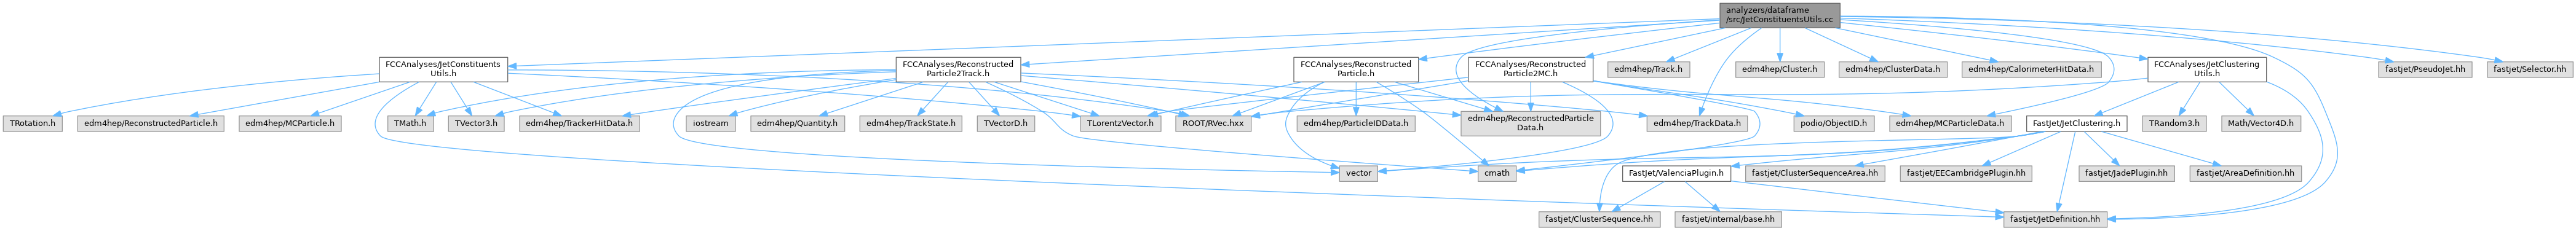 analyzers/dataframe
/src/JetConstituentsUtils.cc
FCCAnalyses/JetConstituents
Utils.h
FCCAnalyses/Reconstructed
Particle2Track.h
FCCAnalyses/Reconstructed
Particle.h
FCCAnalyses/Reconstructed
Particle2MC.h
edm4hep/Track.h
edm4hep/Cluster.h
edm4hep/ClusterData.h
edm4hep/CalorimeterHitData.h
FCCAnalyses/JetClustering
Utils.h
fastjet/PseudoJet.hh
fastjet/Selector.hh
TRotation.h
edm4hep/ReconstructedParticle.h
edm4hep/MCParticle.h
TMath.h
TVector3.h
edm4hep/TrackerHitData.h
iostream
edm4hep/Quantity.h
edm4hep/TrackState.h
TVectorD.h
TLorentzVector.h
ROOT/RVec.hxx
edm4hep/ParticleIDData.h
edm4hep/ReconstructedParticle
Data.h
edm4hep/TrackData.h
podio/ObjectID.h
edm4hep/MCParticleData.h
FastJet/JetClustering.h
TRandom3.h
Math/Vector4D.h
vector
cmath
FastJet/ValenciaPlugin.h
fastjet/ClusterSequenceArea.hh
fastjet/EECambridgePlugin.hh
fastjet/JadePlugin.hh
fastjet/AreaDefinition.hh
fastjet/ClusterSequence.hh
fastjet/internal/base.hh
fastjet/JetDefinition.hh